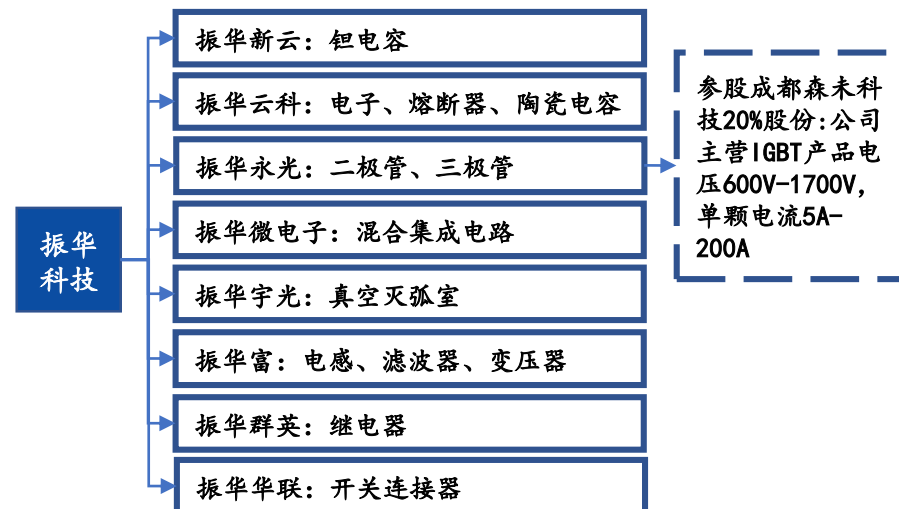 振华科技
振华新云：钽电容
振华云科：电子、熔断器、陶瓷电容
振华永光：二极管、三极管
振华微电子：混合集成电路
振华宇光：真空灭弧室
振华富：电感、滤波器、变压器
振华群英：继电器
振华华联：开关连接器
参股成都森未科
技20%股份:公司
主营IGBT产品电
压600V-1700V，
单颗电流5A-
200A